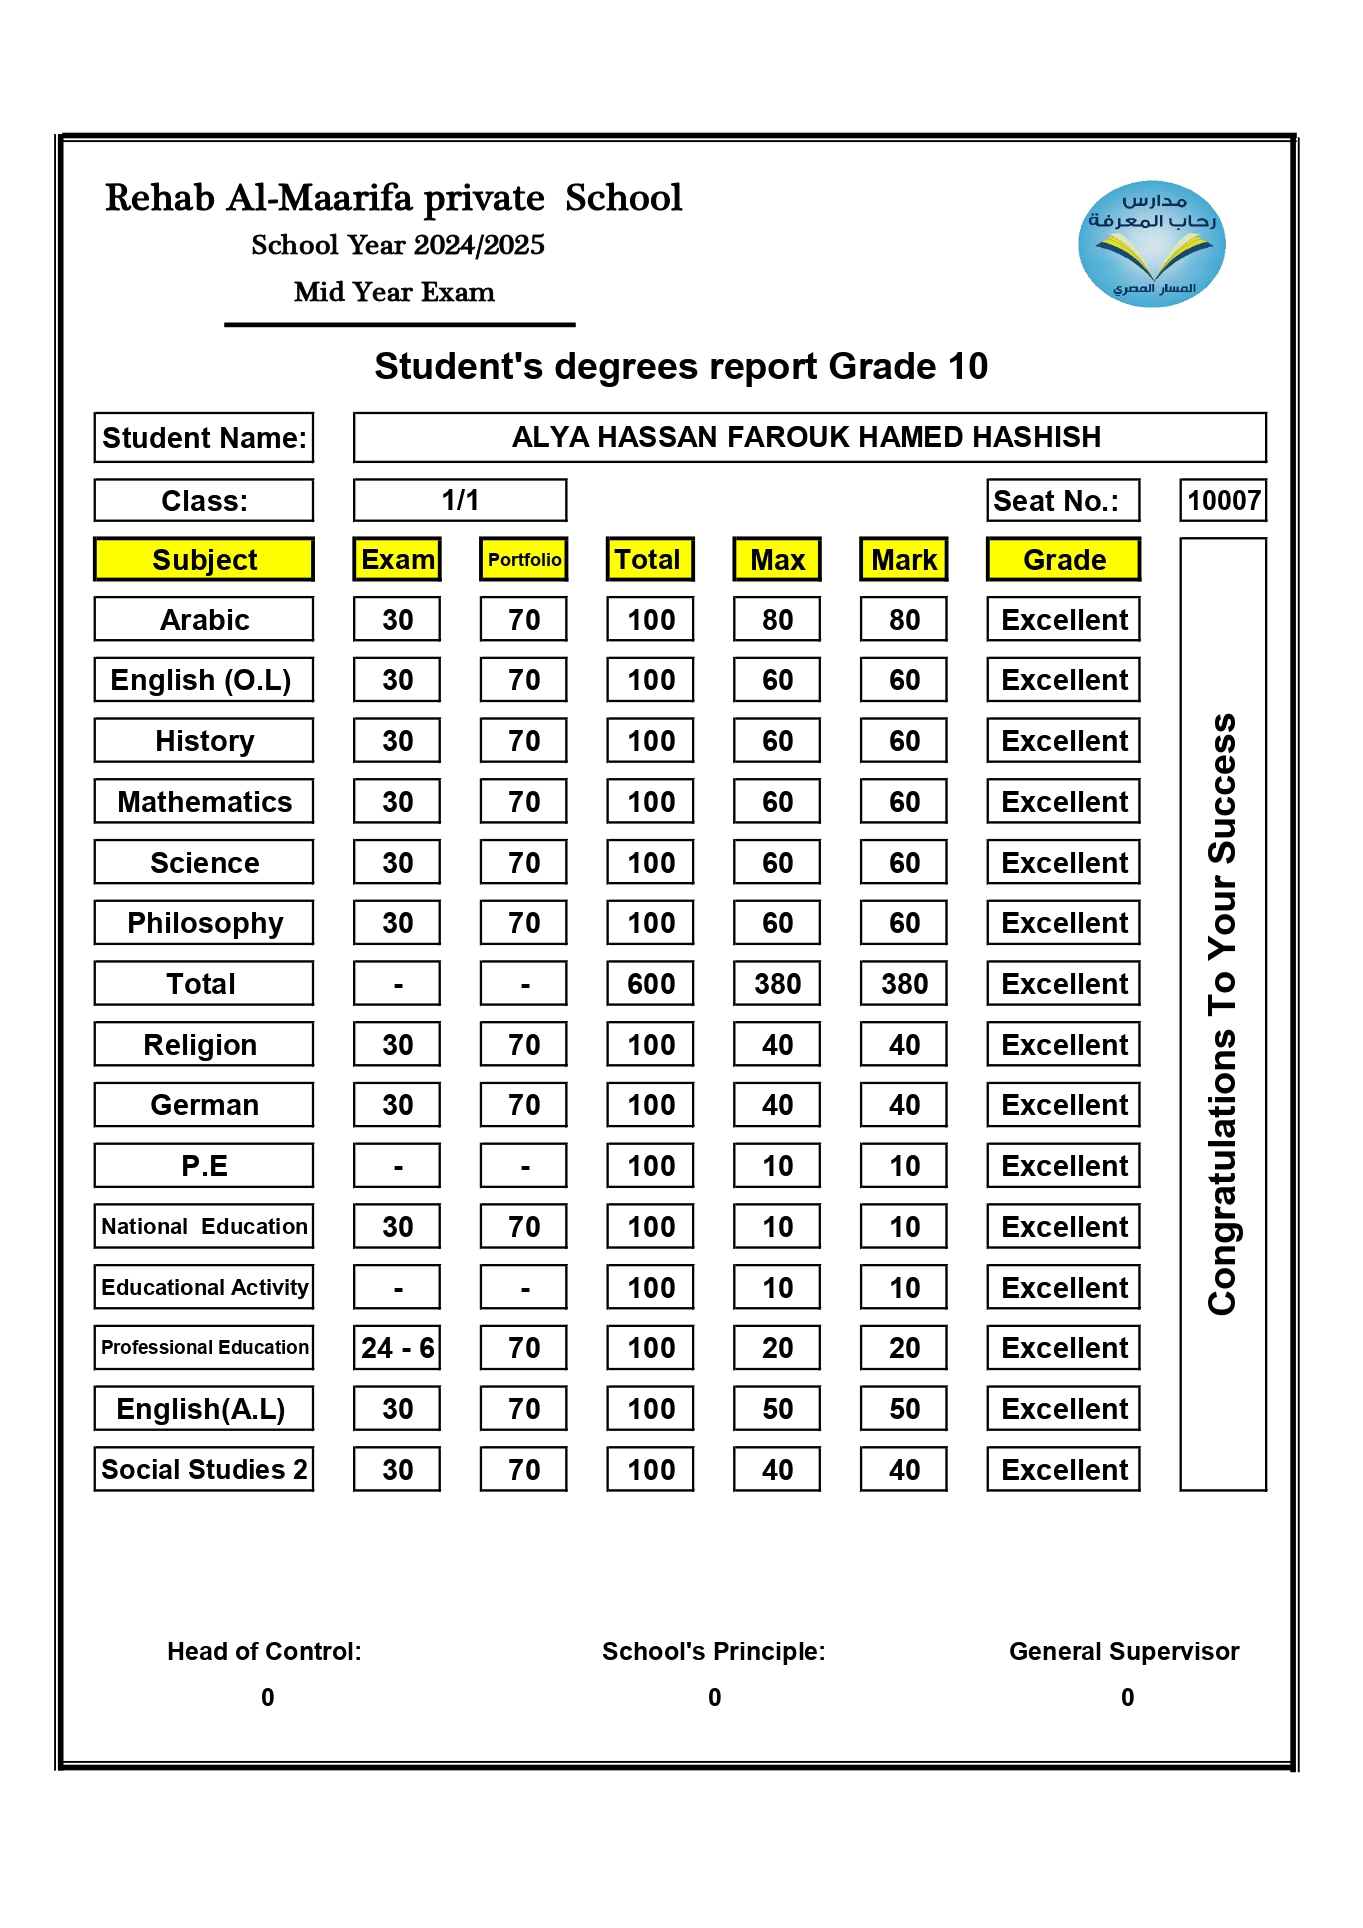 Rehab Al-Maarifa private School
School Year 2024/2025
Mid Year Exam
مدارس
رحاب المعرفة
المسار المصري
Student's degrees report Grade 10
Student Name: ALYA HASSAN FAROUK HAMED HASHISH
Class: 1/1 Seat No.: 10007
Subject Exam Portfolio Total Max Mark Grade
Arabic 30 70 100 80 80 Excellent
English (O.L) 30 70 100 60 60 Excellent
History 30 70 100 60 60 Excellent
Mathematics 30 70 100 60 60 Excellent
Science 30 70 100 60 60 Excellent
Philosophy 30 70 100 60 60 Excellent
Total - - 600 380 380 Excellent
Religion 30 70 100 40 40 Excellent
German 30 70 100 40 40 Excellent
P.E - - 100 10 10 Excellent
National Education 30 70 100 10 10 Excellent
Educational Activity - - 100 10 10 Excellent
Professional Education 24 - 6 70 100 20 20 Excellent
English(A.L) 30 70 100 50 50 Excellent
Social Studies 2 30 70 100 40 40 Excellent
Congratulations To Your Success
Head of Control: School's Principle: General Supervisor
0 0 0